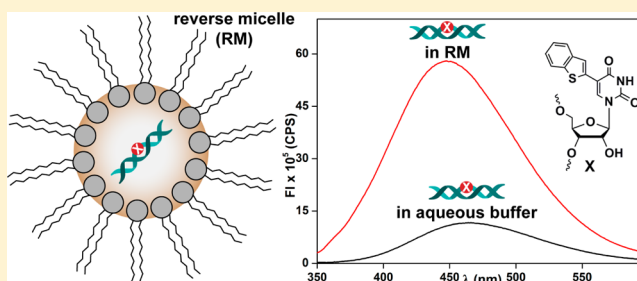 reverse micelle
(RM)
X
X
in RM
X
in aqueous buffer
FI x 10⁵ (CPS)
60
45
30
15
0
350
400
450
500
550
λ (nm)
S
O
NH
N
O
O
O
O
OH
X